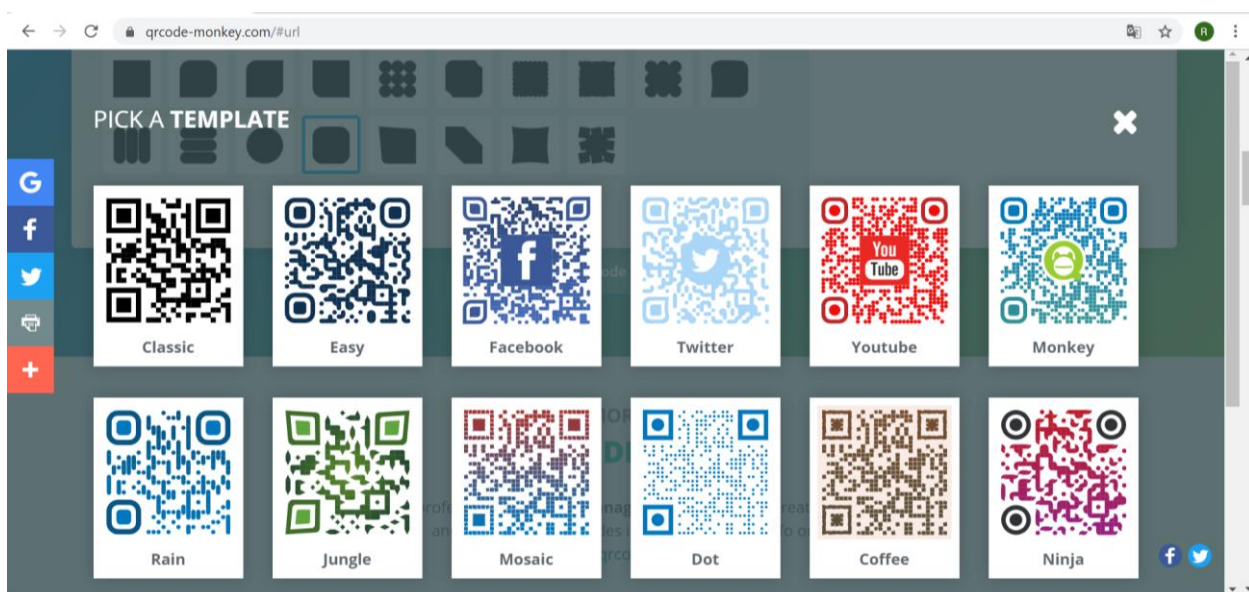 qrcode-monkey.com/#url
R
PICK A TEMPLATE
G
f
f
You
Tube
Classic
Easy
Facebook
Twitter
Youtube
Monkey
Rain
Jungle
Mosaic
Dot
Coffee
Ninja
f